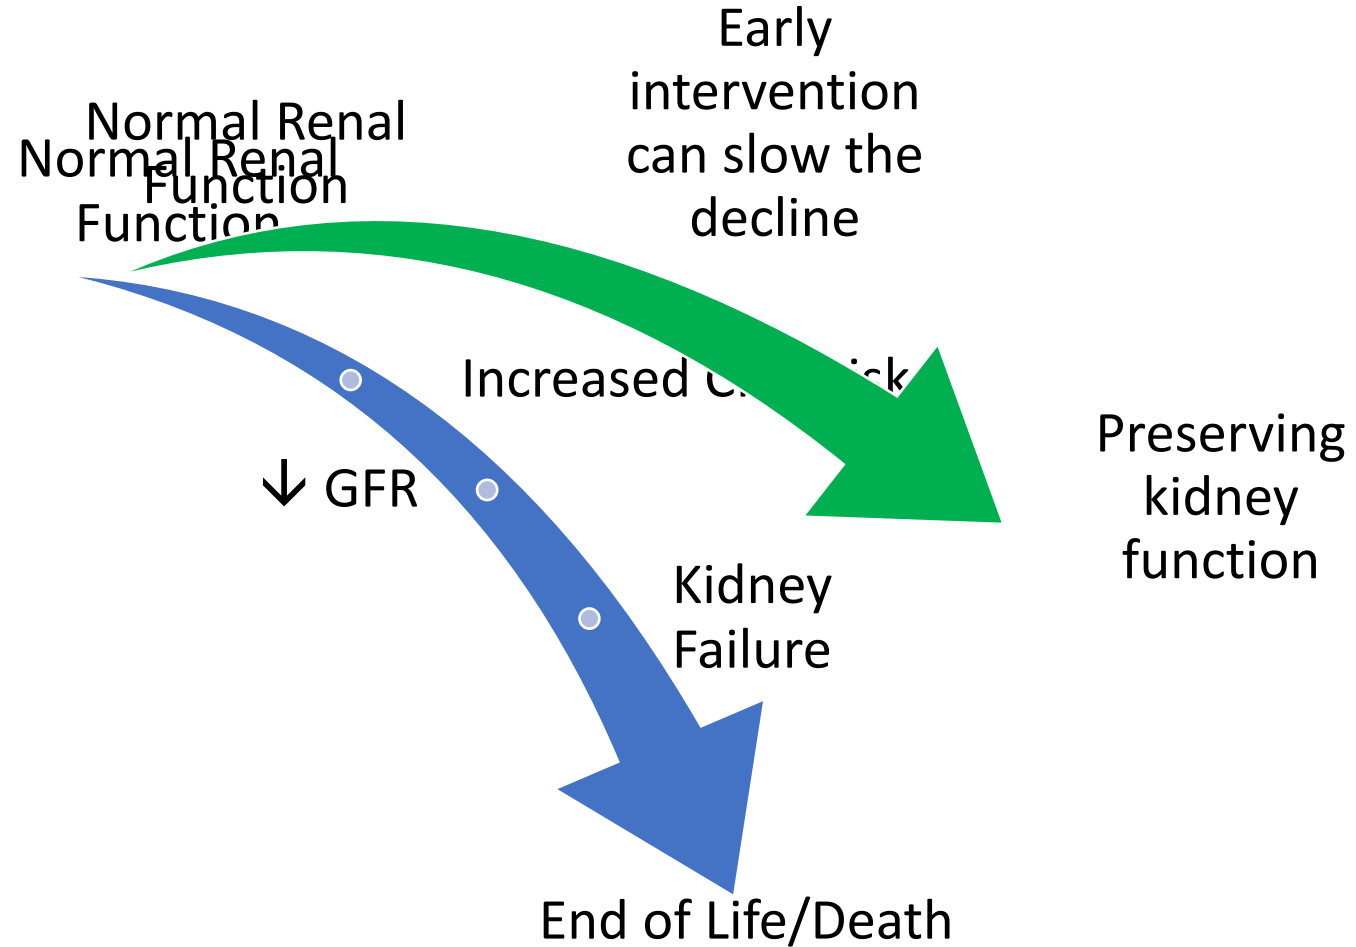 Early
intervention
can slow the
decline
Normal Renal
Function
Normal Renal
Function
Increased
Preserving
kidney
function
↓ GFR
Kidney
Failure
End of Life/Death